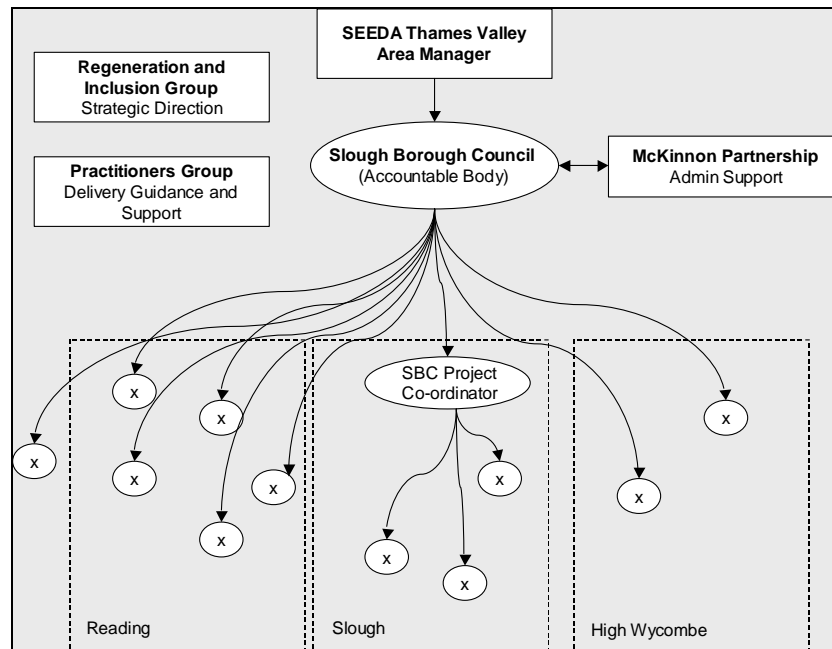 SEEDA Thames Valley
Area Manager
Regeneration and
Inclusion Group
Strategic Direction
Slough Borough Council
(Accountable Body)
McKinnon Partnership
Admin Support
Practitioners Group
Delivery Guidance and
Support
SBC Project
Co-ordinator
x
x
x
x
x
x
x
x
x
x
x
Reading
Slough
High Wycombe